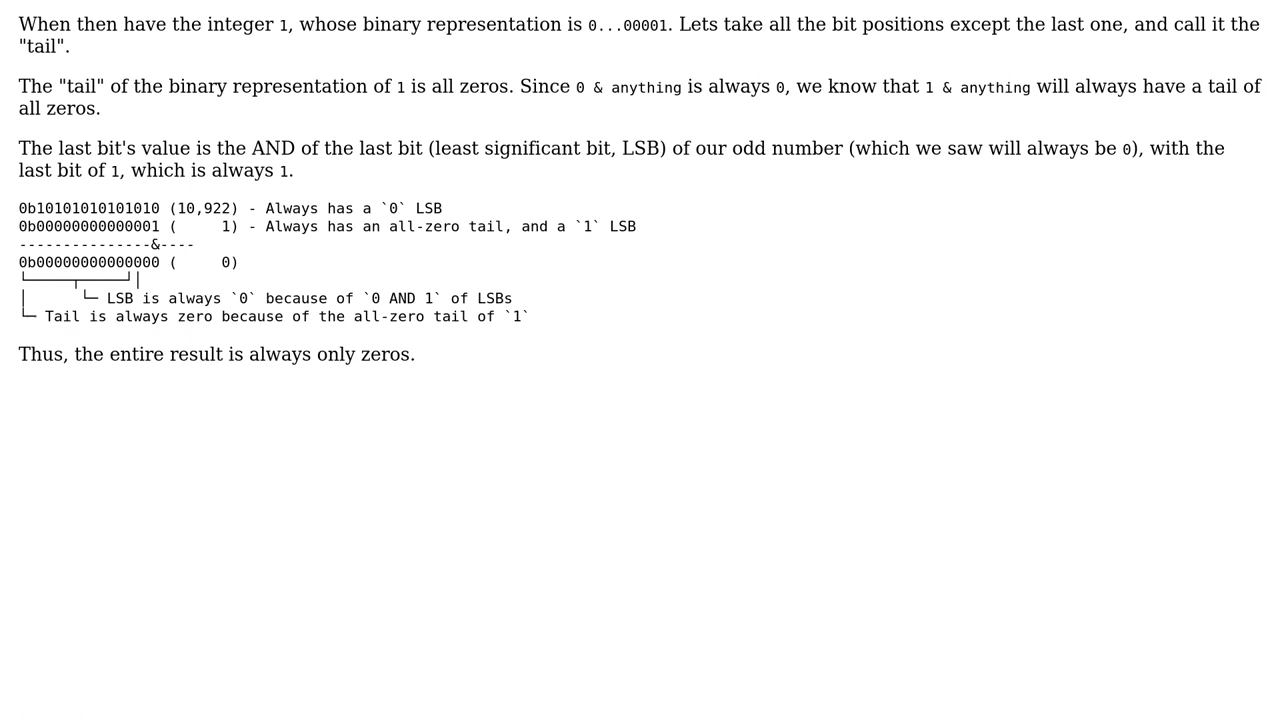 When then have the integer 1, whose binary representation is 0...00001. Lets take all the bit positions except the last one, and call it the
"tail".
The "tail" of the binary representation of 1 is all zeros. Since 0 & anything is always 0, we know that 1 & anything will always have a tail of
all zeros.
The last bit's value is the AND of the last bit (least significant bit, LSB) of our odd number (which we saw will always be 0), with the
last bit of 1, which is always 1.
0b10101010101010 (10,922) - Always has a `0` LSB
0b00000000000001 (     1) - Always has an all-zero tail, and a `1` LSB
---------------&----
0b00000000000000 (     0)
└─────┬─────┘│
│      └─ LSB is always `0` because of `0 AND 1` of LSBs
└─ Tail is always zero because of the all-zero tail of `1`
Thus, the entire result is always only zeros.